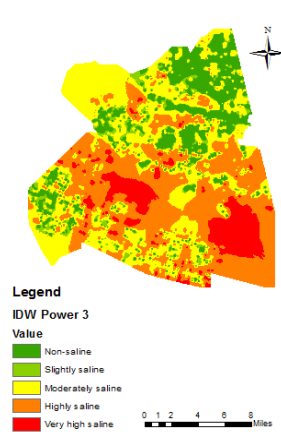 N
Legend
IDW Power 3
Value
Non-saline
Slightly saline
Moderately saline
Highly saline
Very high saline
0 1 2 4 6 8
Miles